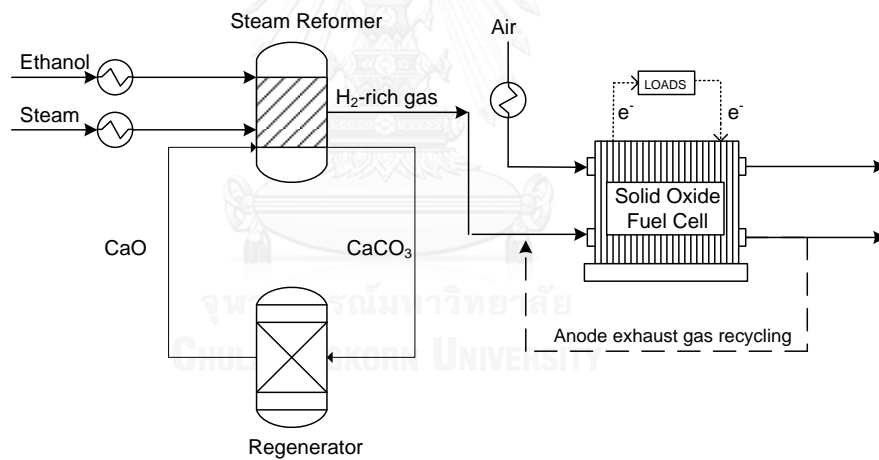 Steam Reformer
Air
Ethanol
LOADS
H₂-rich gas
e⁻
e⁻
Steam
Solid Oxide
Fuel Cell
CaO
CaCO₃
Anode exhaust gas recycling
UNIVERSITY
Regenerator